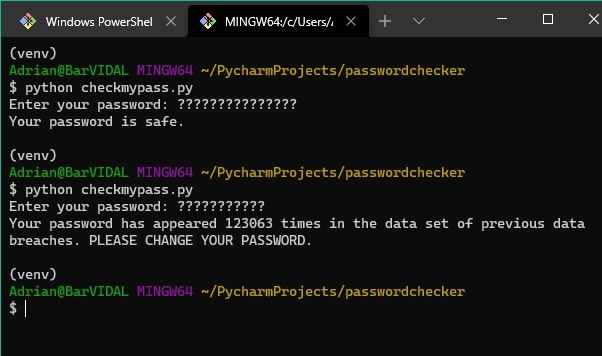 Windows PowerShel
MINGW64:/c/Users/A
(venv)
Adrian@BarVIDAL MINGW64 ~/PycharmProjects/passwordchecker
$ python checkmypass.py
Enter your password: ???????????????
Your password is safe.
(venv)
Adrian@BarVIDAL MINGW64 ~/PycharmProjects/passwordchecker
$ python checkmypass.py
Enter your password: ???????????
Your password has appeared 123063 times in the data set of previous data
breaches. PLEASE CHANGE YOUR PASSWORD.
(venv)
Adrian@BarVIDAL MINGW64 ~/PycharmProjects/passwordchecker
$